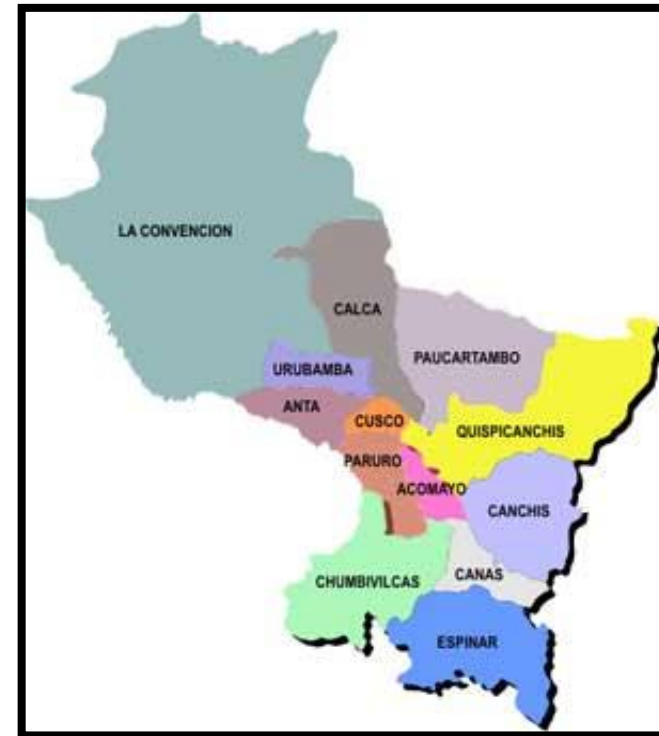 LA CONVENCION
CALCA
PAUCARTAMBO
URUBAMBA
ANTA
CUSCO
QUISPICANCHIS
PARURO
ACOMAYO
CANCHIS
CHUMBIVILCAS
CANAS
ESPINAR